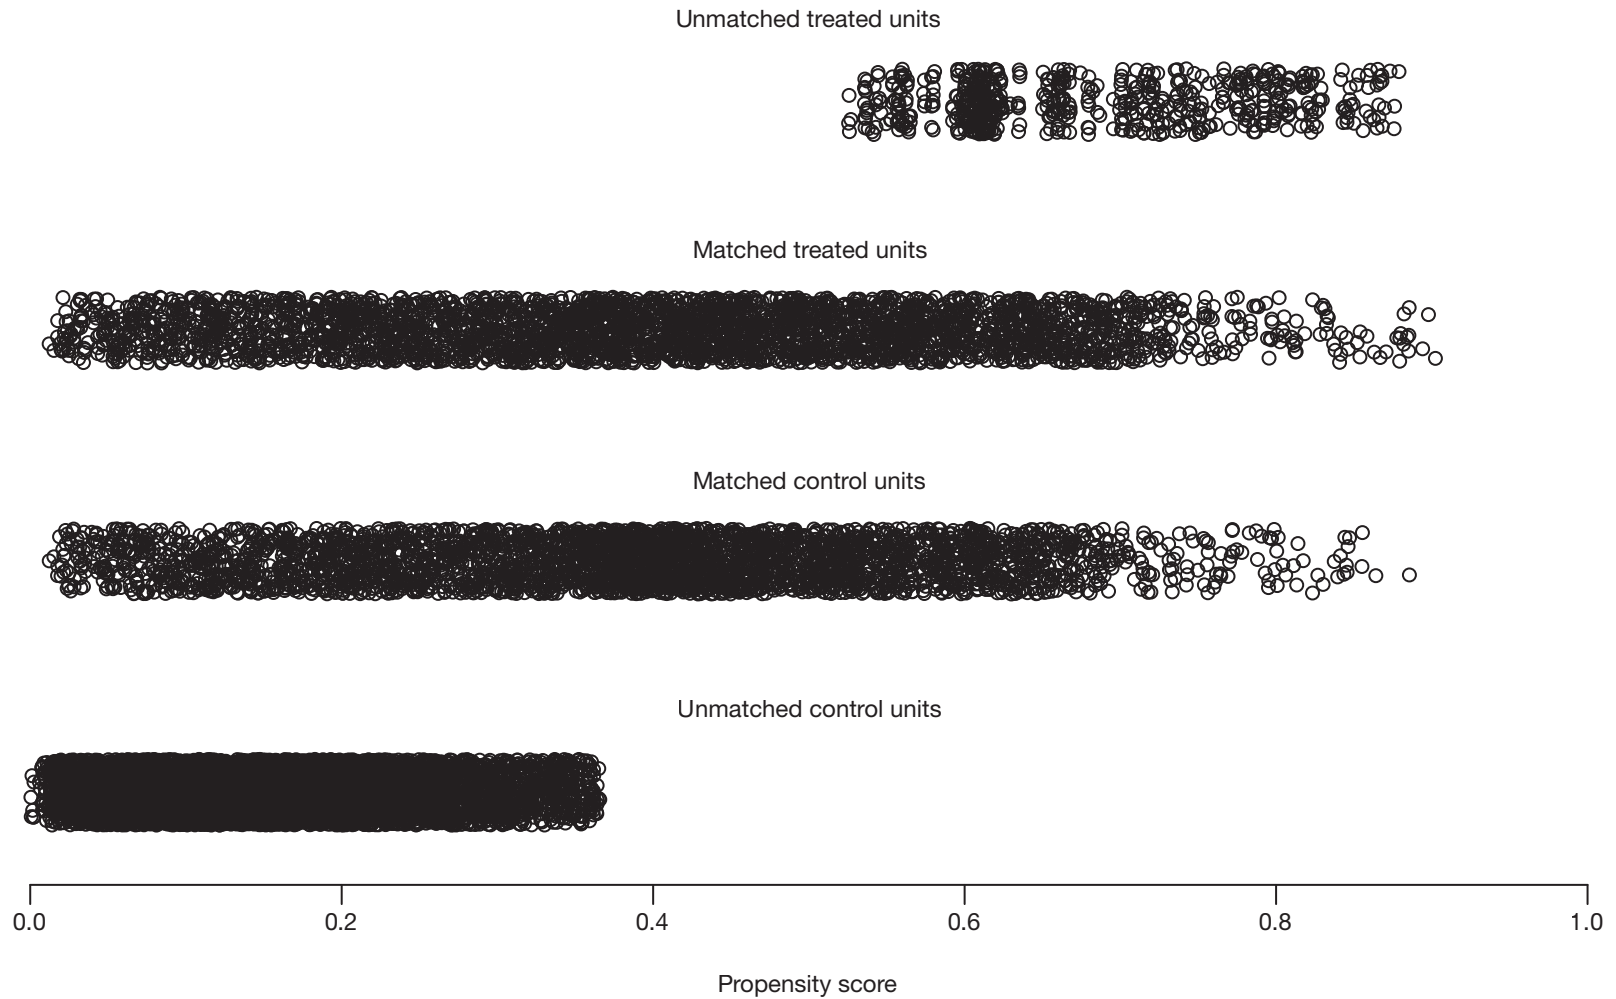 Unmatched treated units
Matched treated units
Matched control units
Unmatched control units
0.0 0.2 0.4 0.6 0.8 1.0
Propensity score